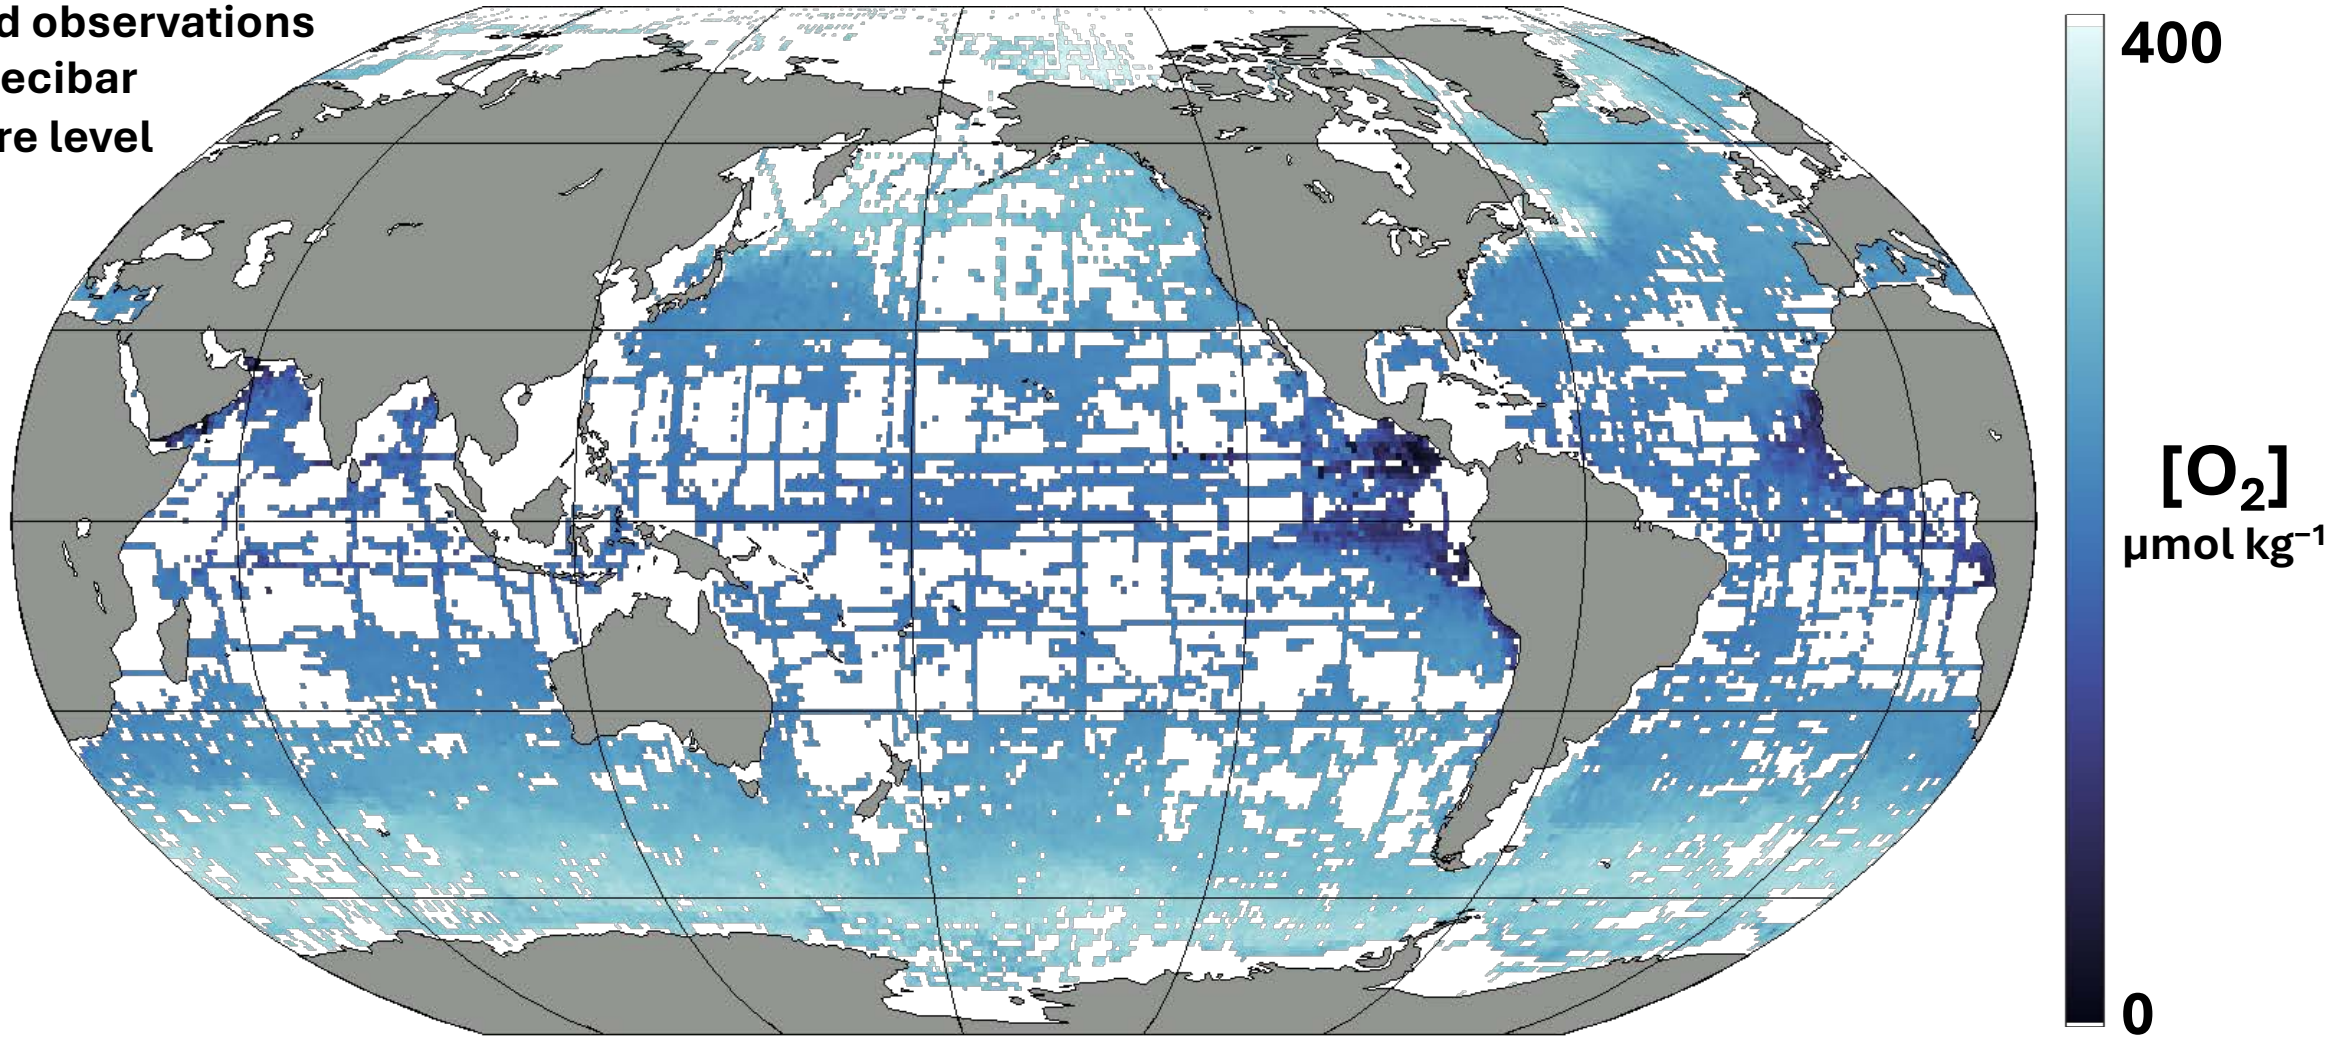 d observations
ecibar
re level
400
[O₂]
µmol kg⁻¹
0